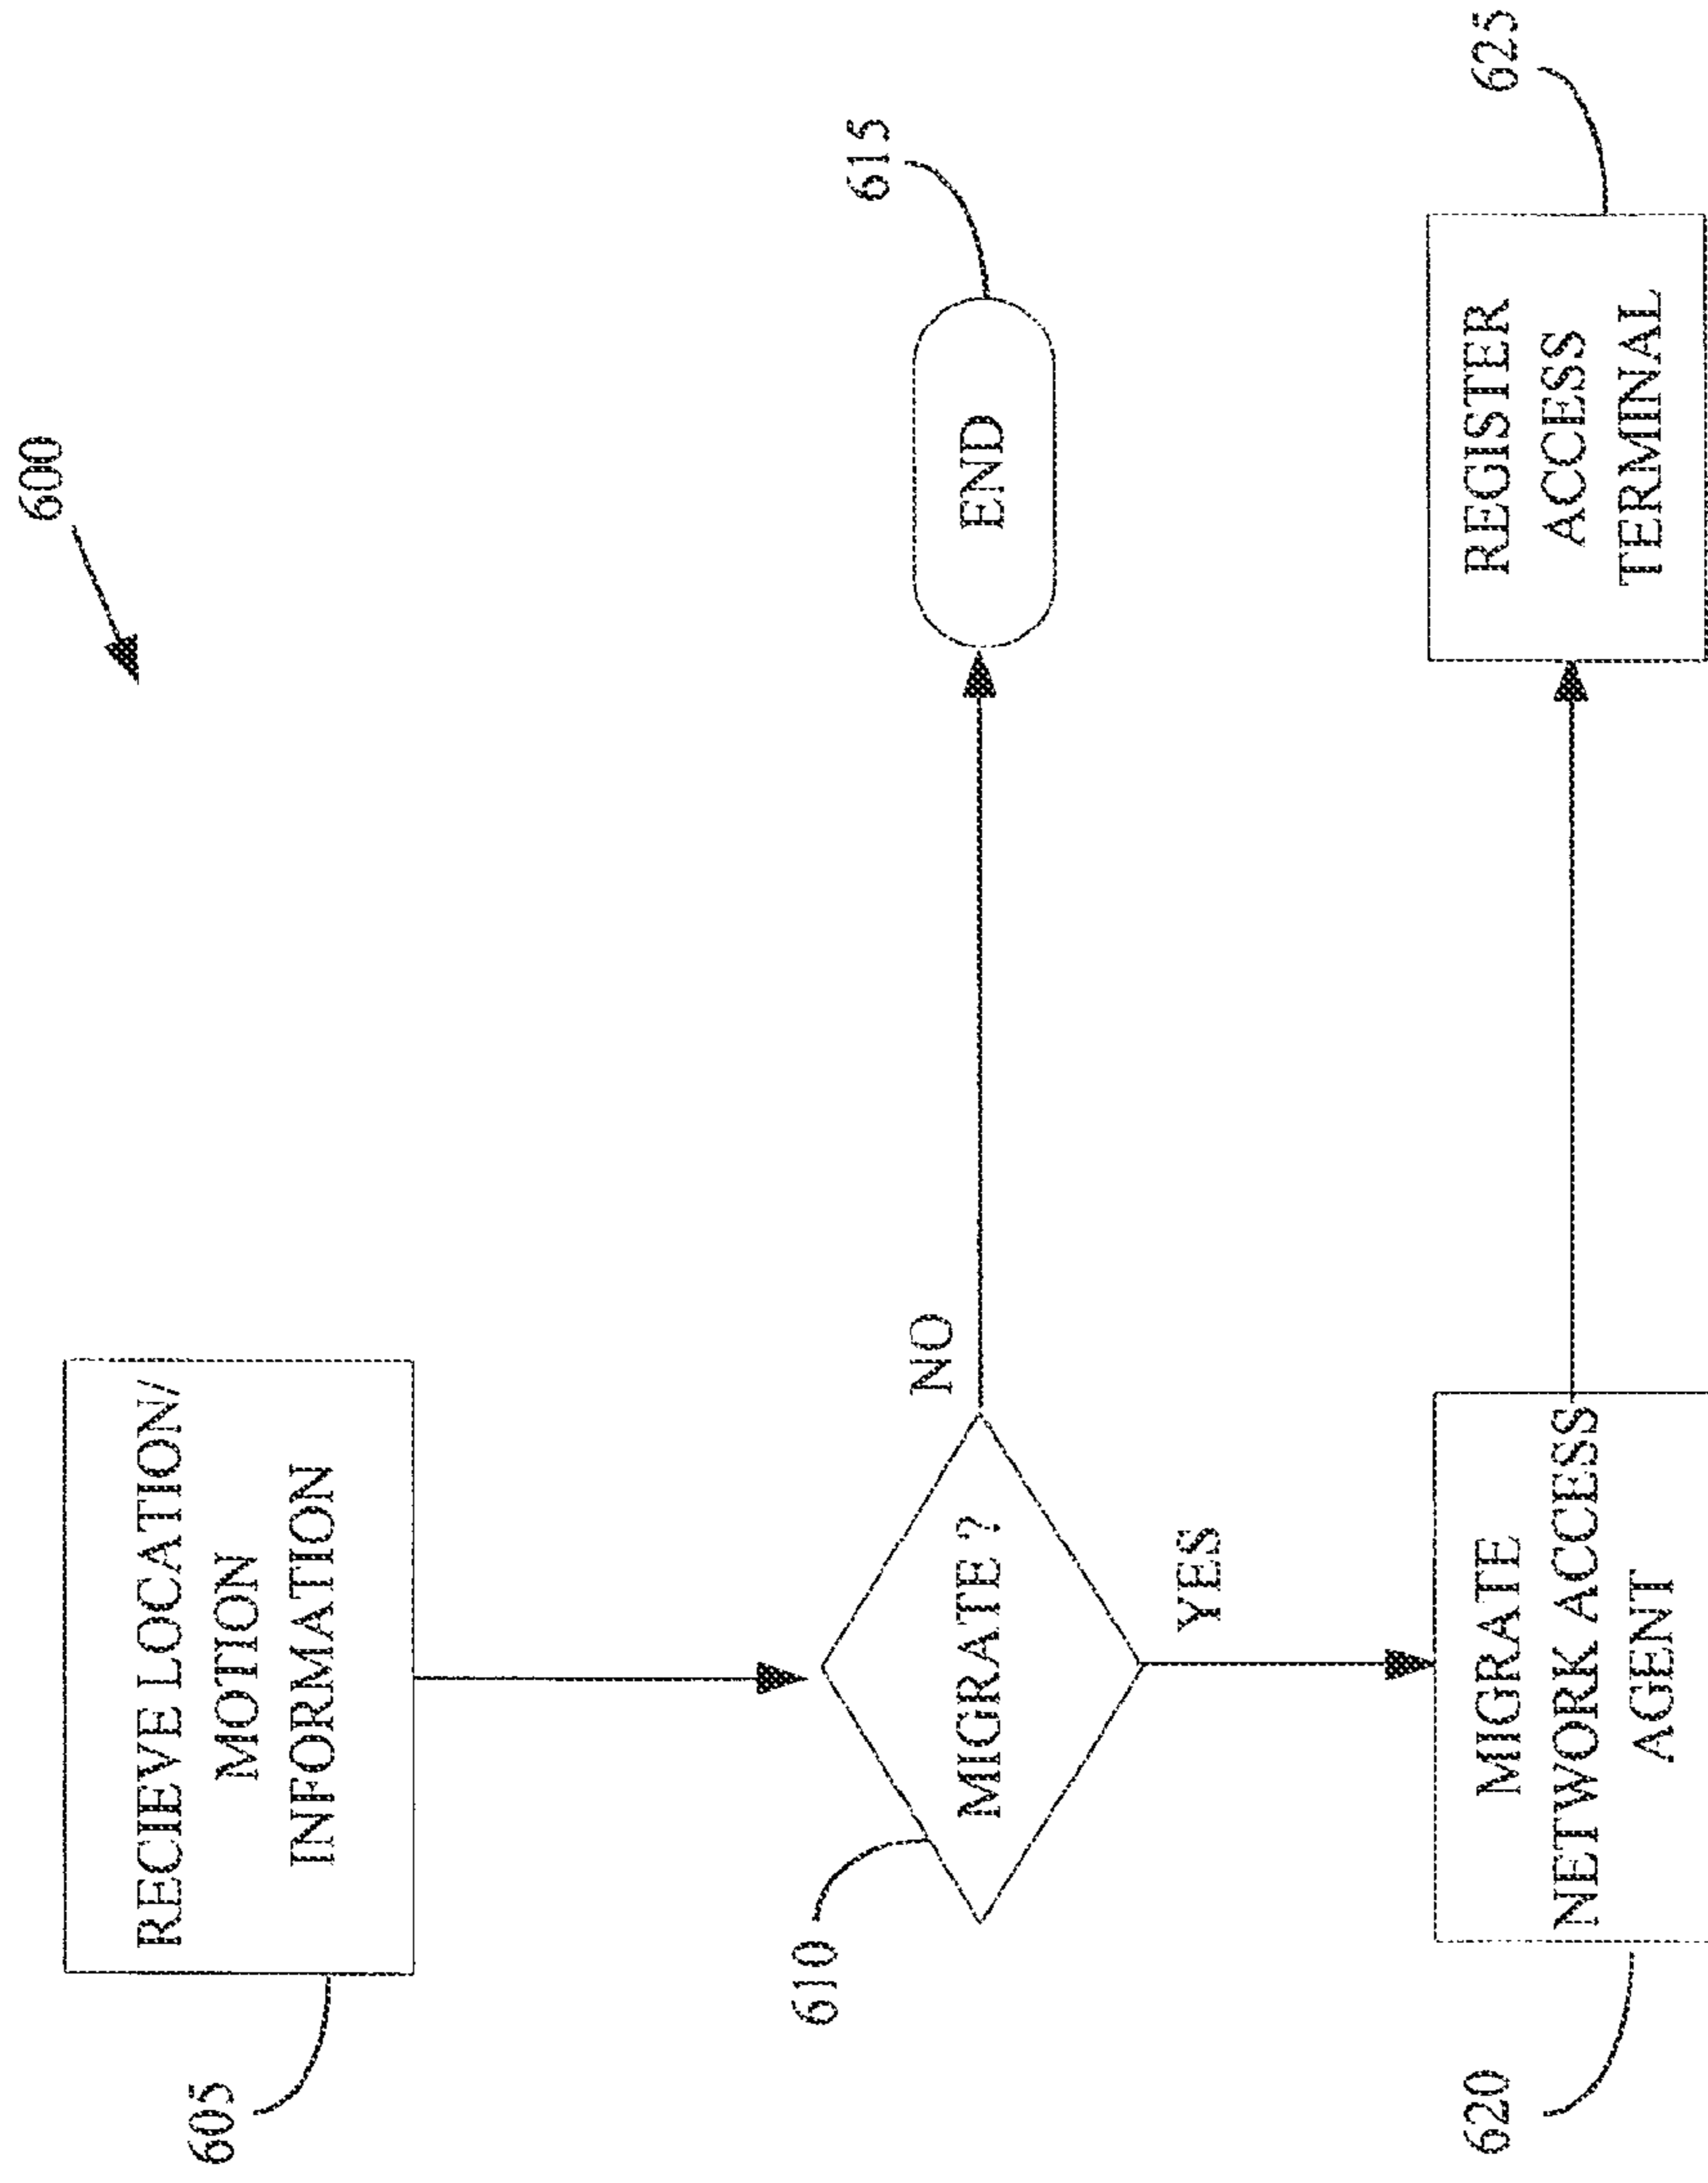 600
605
RECIEVE LOCATION/
MOTION
INFORMATION
610
MIGRATE ?
NO
615
END
YES
620
MIGRATE
NETWORK ACCESS
AGENT
625
REGISTER
ACCESS
TERMINAL